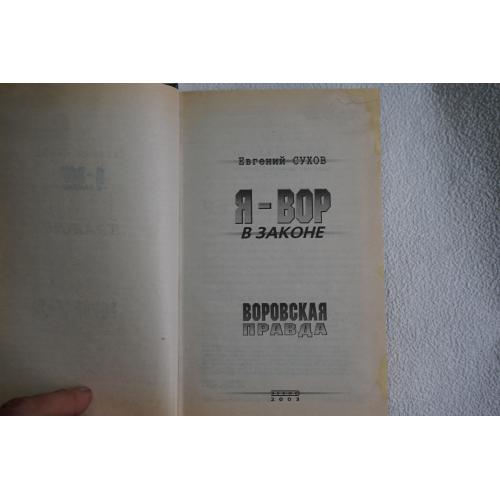 Евгений СУХОВ
Я - ВОР
В ЗАКОНЕ
ВОРОВСКАЯ
ПРАВДА
2003